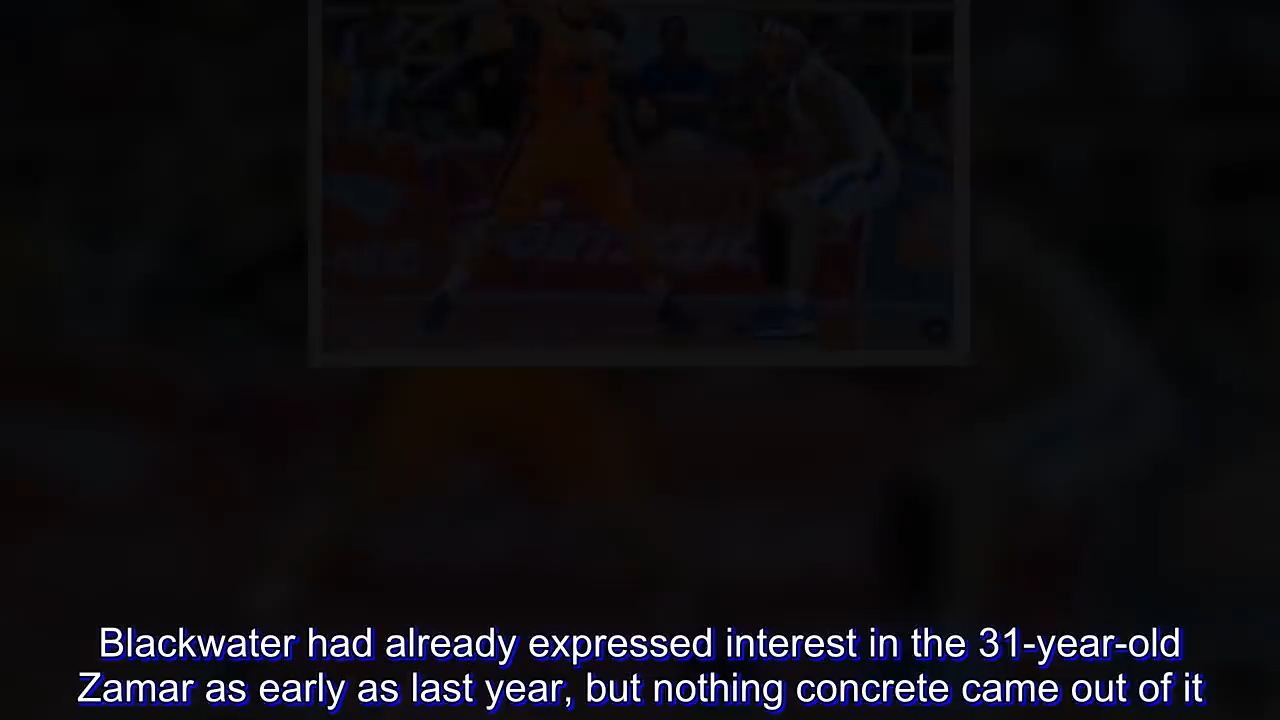 Blackwater had already expressed interest in the 31-year-old
Zamar as early as last year, but nothing concrete came out of it